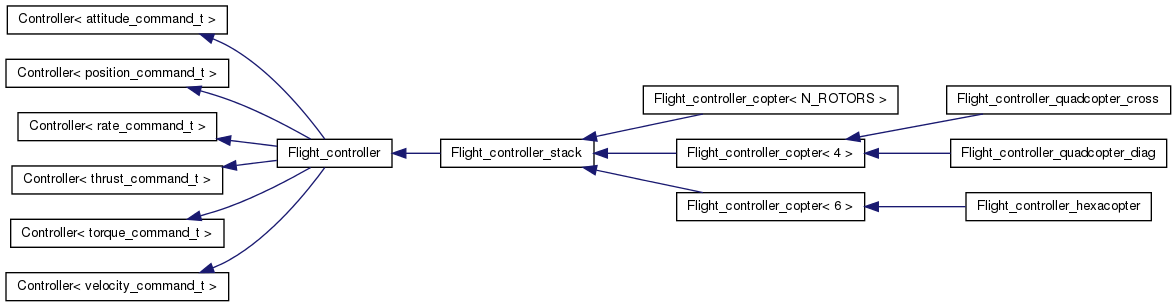 Controller< attitude_command_t >
Controller< position_command_t >
Controller< rate_command_t >
Controller< thrust_command_t >
Controller< torque_command_t >
Controller< velocity_command_t >
Flight_controller
Flight_controller_stack
Flight_controller_copter< N_ROTORS >
Flight_controller_copter< 4 >
Flight_controller_copter< 6 >
Flight_controller_quadcopter_cross
Flight_controller_quadcopter_diag
Flight_controller_hexacopter